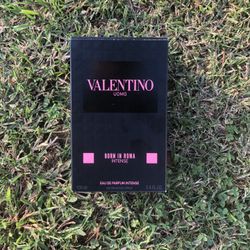 VALENTINO
UOMO
BORN IN ROMA
INTENSE
EAU DE PARFUM INTENSE